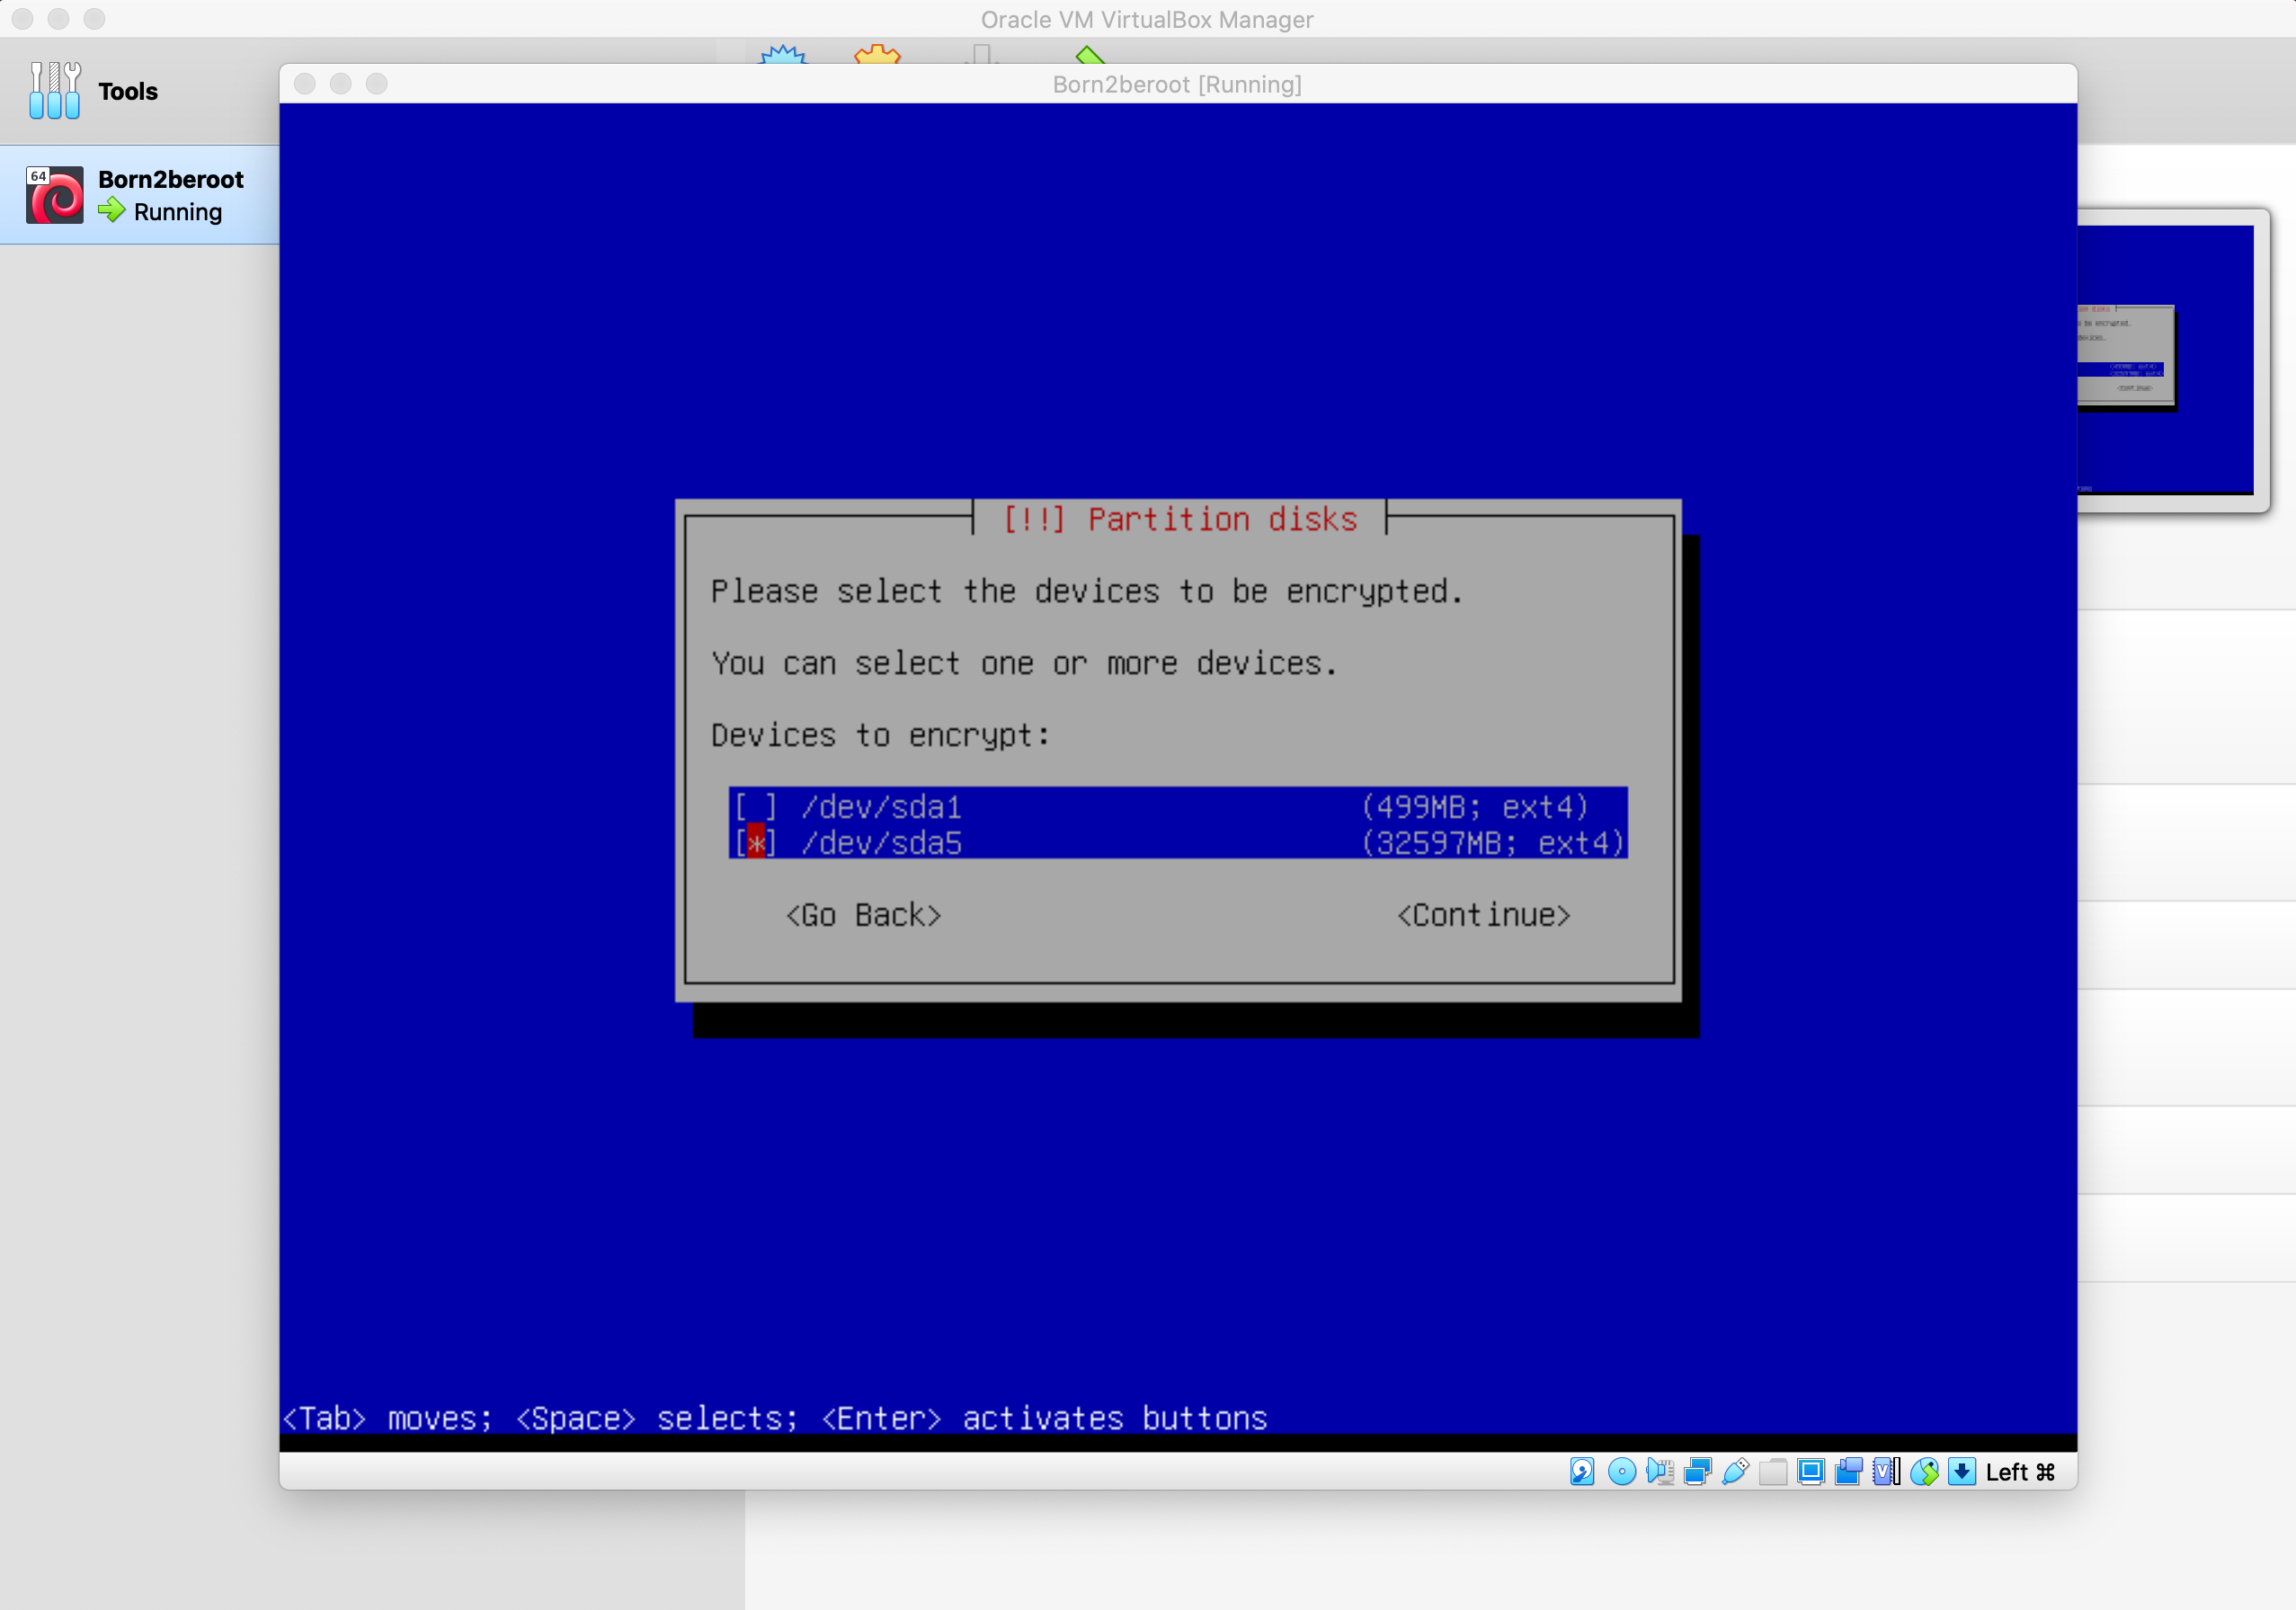 Oracle VM VirtualBox Manager
Tools
Born2beroot [Running]
64
Born2beroot
Running
[!!] Partition disks
Please select the devices to be encrypted.
You can select one or more devices.
Devices to encrypt:
[ ] /dev/sda1 (499MB; ext4)
[*] /dev/sda5 (32597MB; ext4)
<Go Back> <Continue>
<Tab> moves; <Space> selects; <Enter> activates buttons
Left ⌘